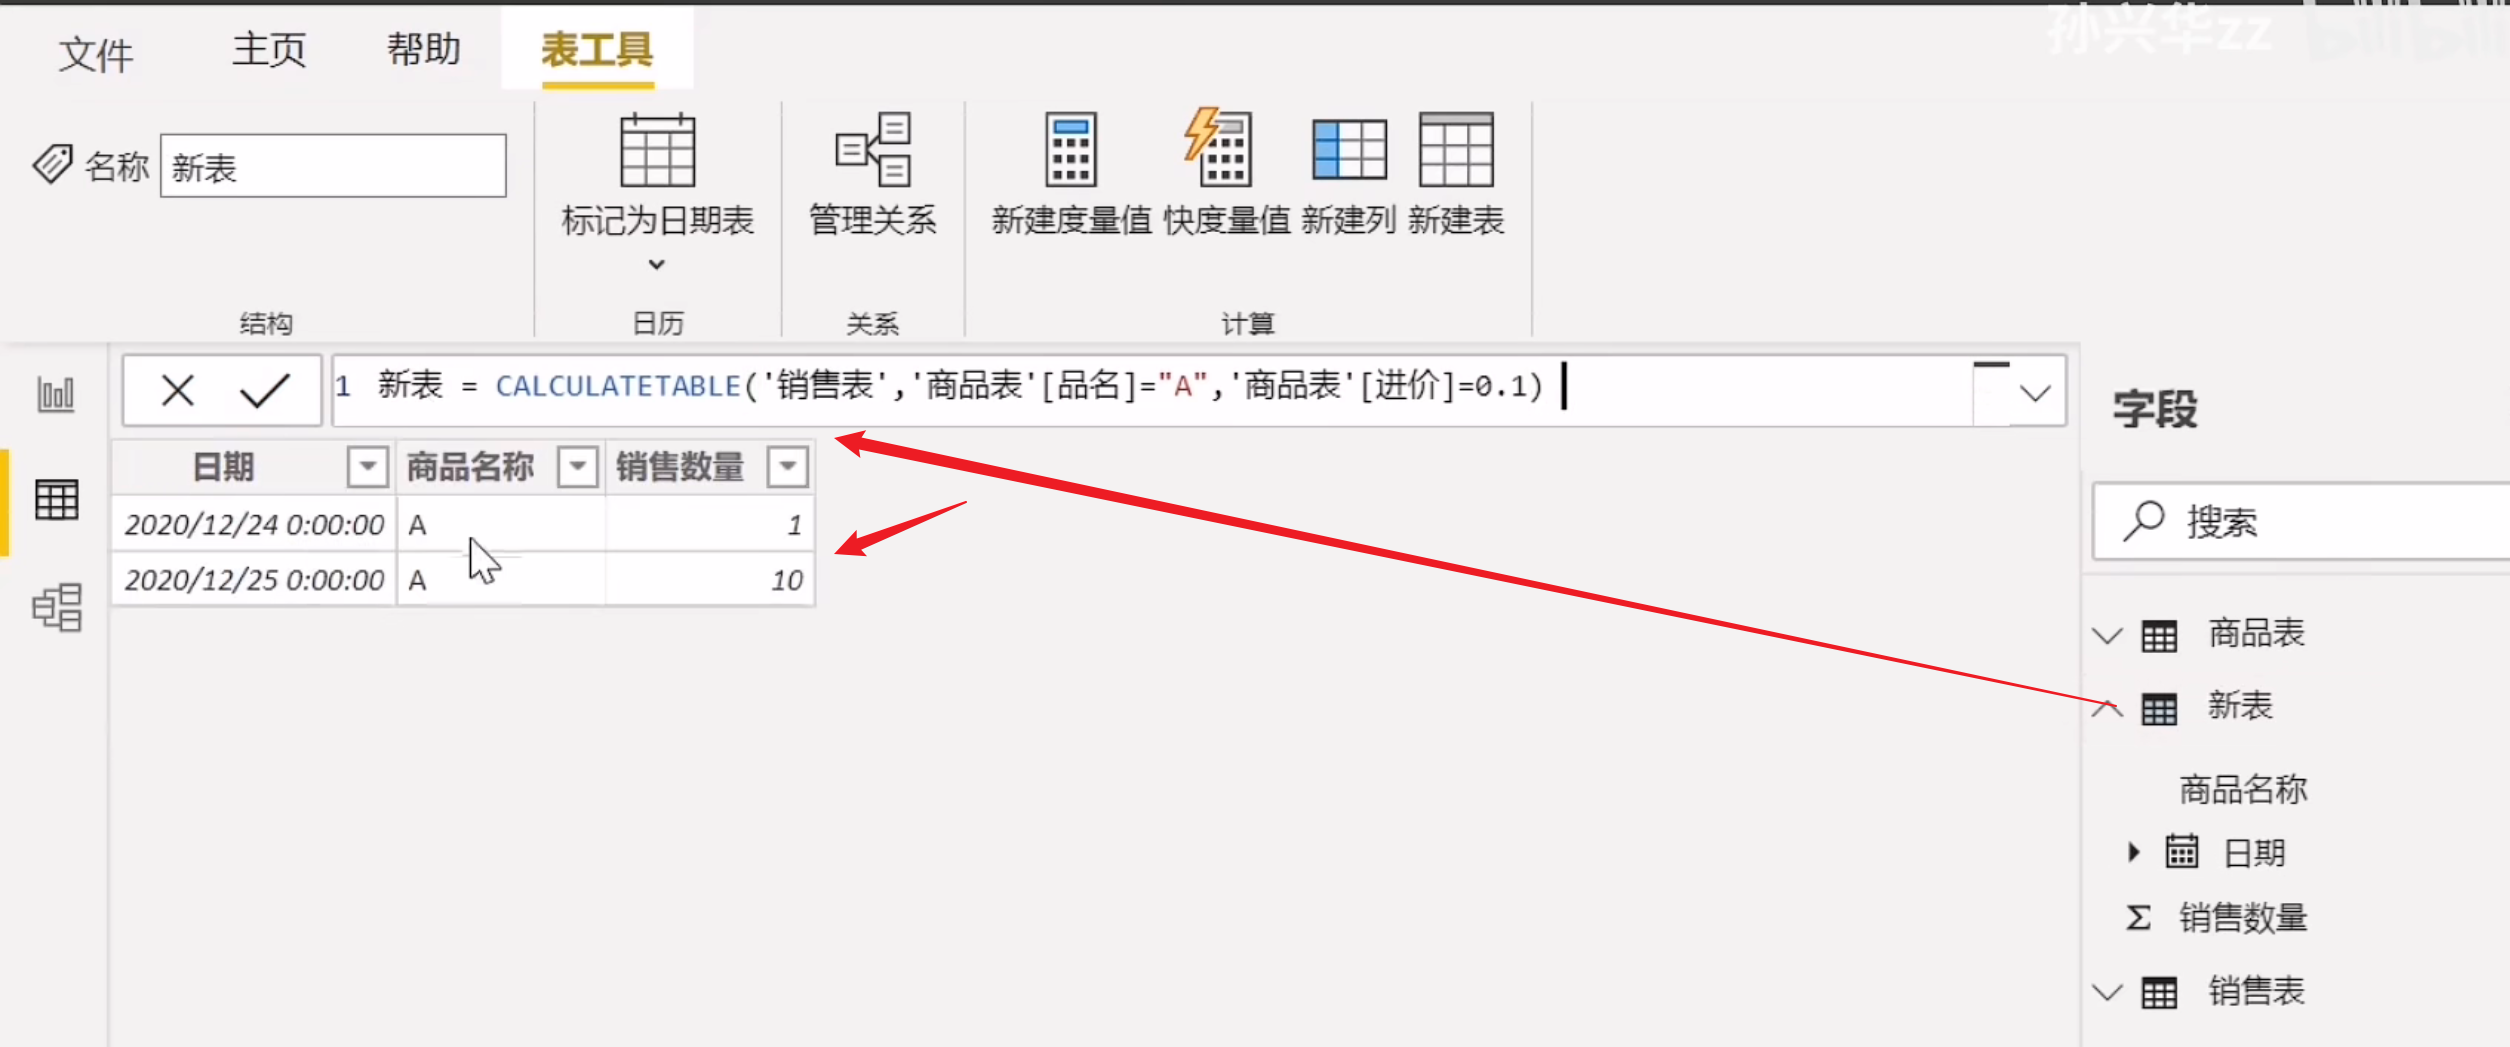 孙兴华zz bilibili
文件 主页 帮助 表工具
名称 新表
标记为日期表 管理关系 新建度量值 快度量值 新建列 新建表
结构 日历 关系 计算
1 新表 = CALCULATETABLE('销售表','商品表'[品名]="A",'商品表'[进价]=0.1)
日期 商品名称 销售数量
2020/12/24 0:00:00 A 1
2020/12/25 0:00:00 A 10
字段
搜索
商品表
新表
商品名称
日期
Σ 销售数量
销售表